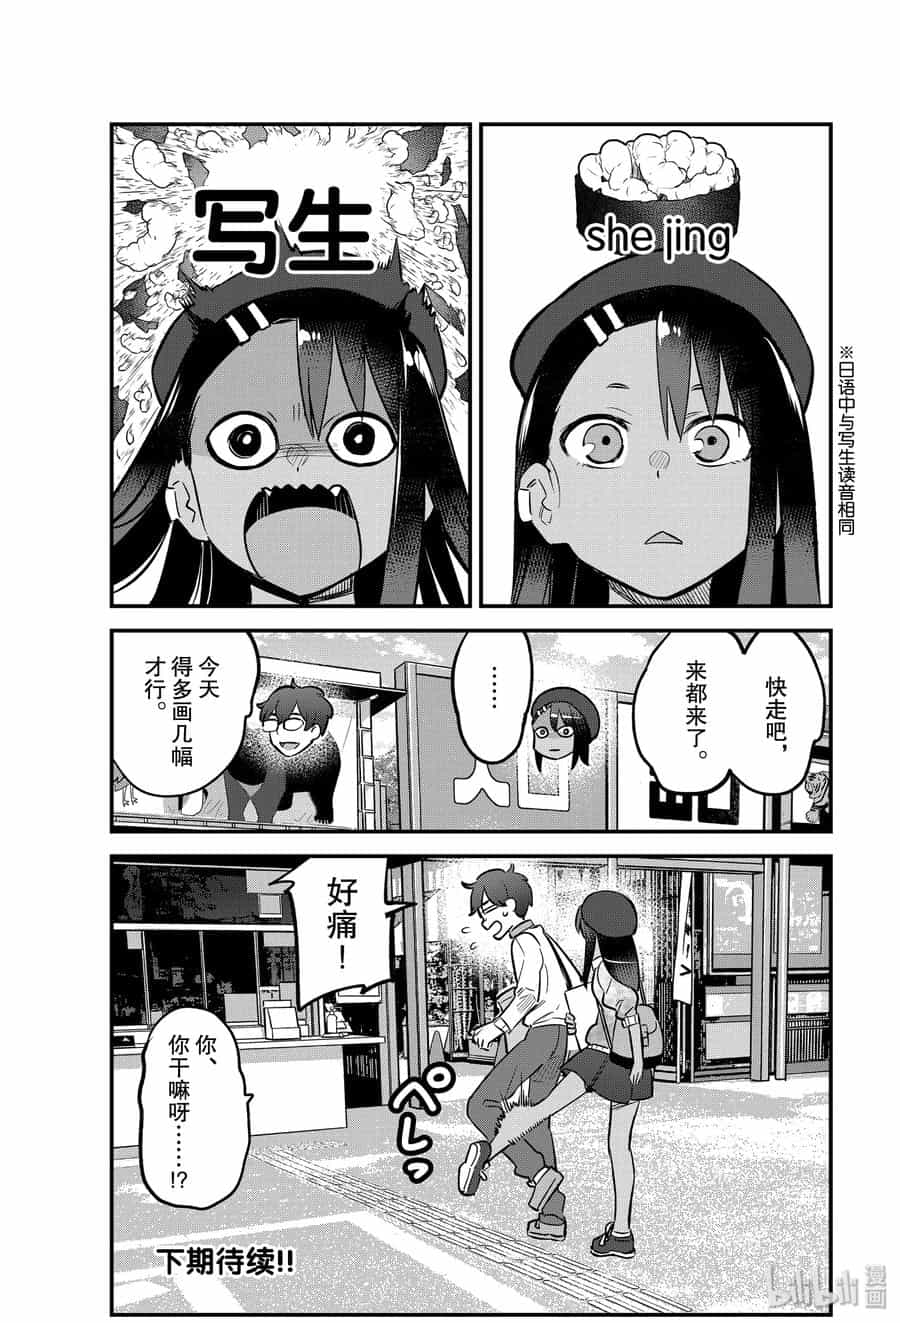 she jing
写生
※日语中与写生读音相同
快走吧，
来都来了。
……
今天
得多画几幅
才行。
入口
好痛！
ペしっ
你、
你干嘛呀……!?
下期待续!!
bilibili
漫画